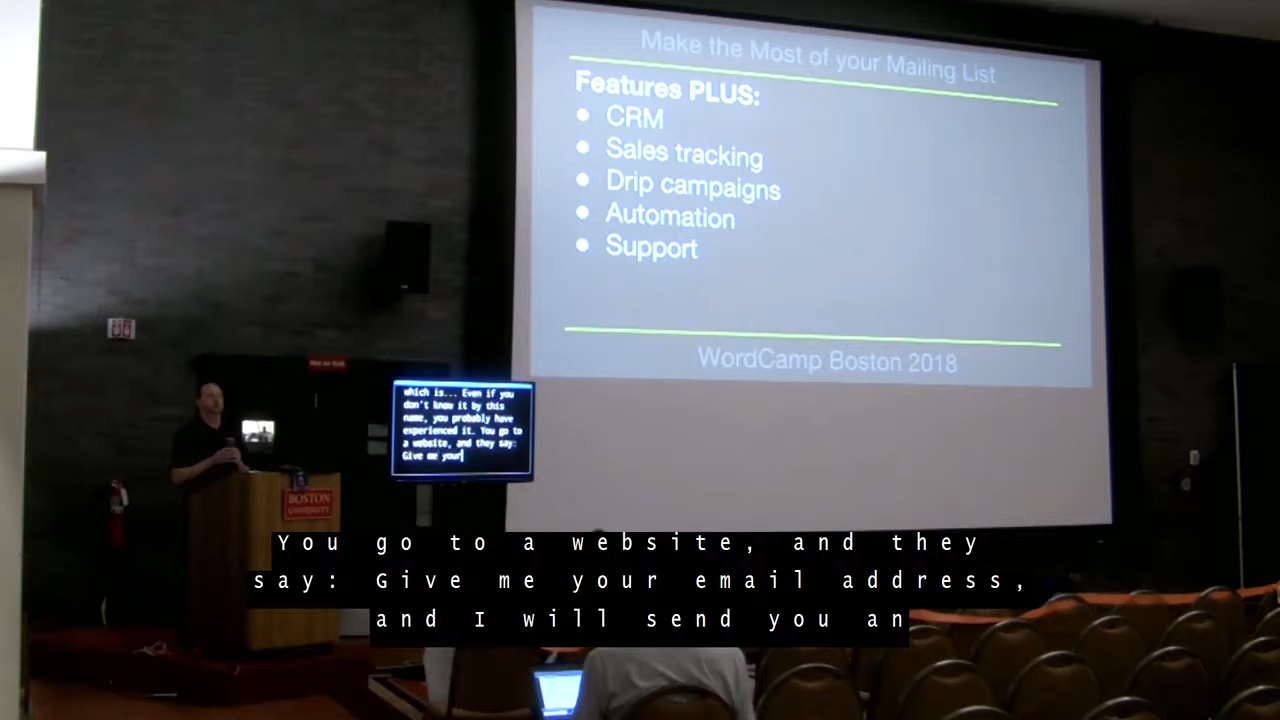 Make the Most of your Mailing List
Features PLUS:
● CRM
● Sales tracking
● Drip campaigns
● Automation
● Support
WordCamp Boston 2018
which is... Even if you
don't know it by this
name, you probably have
experienced it. You go to
a website, and they say:
Give me your
BOSTON
UNIVERSITY
You go to a website, and they
say: Give me your email address,
and I will send you an